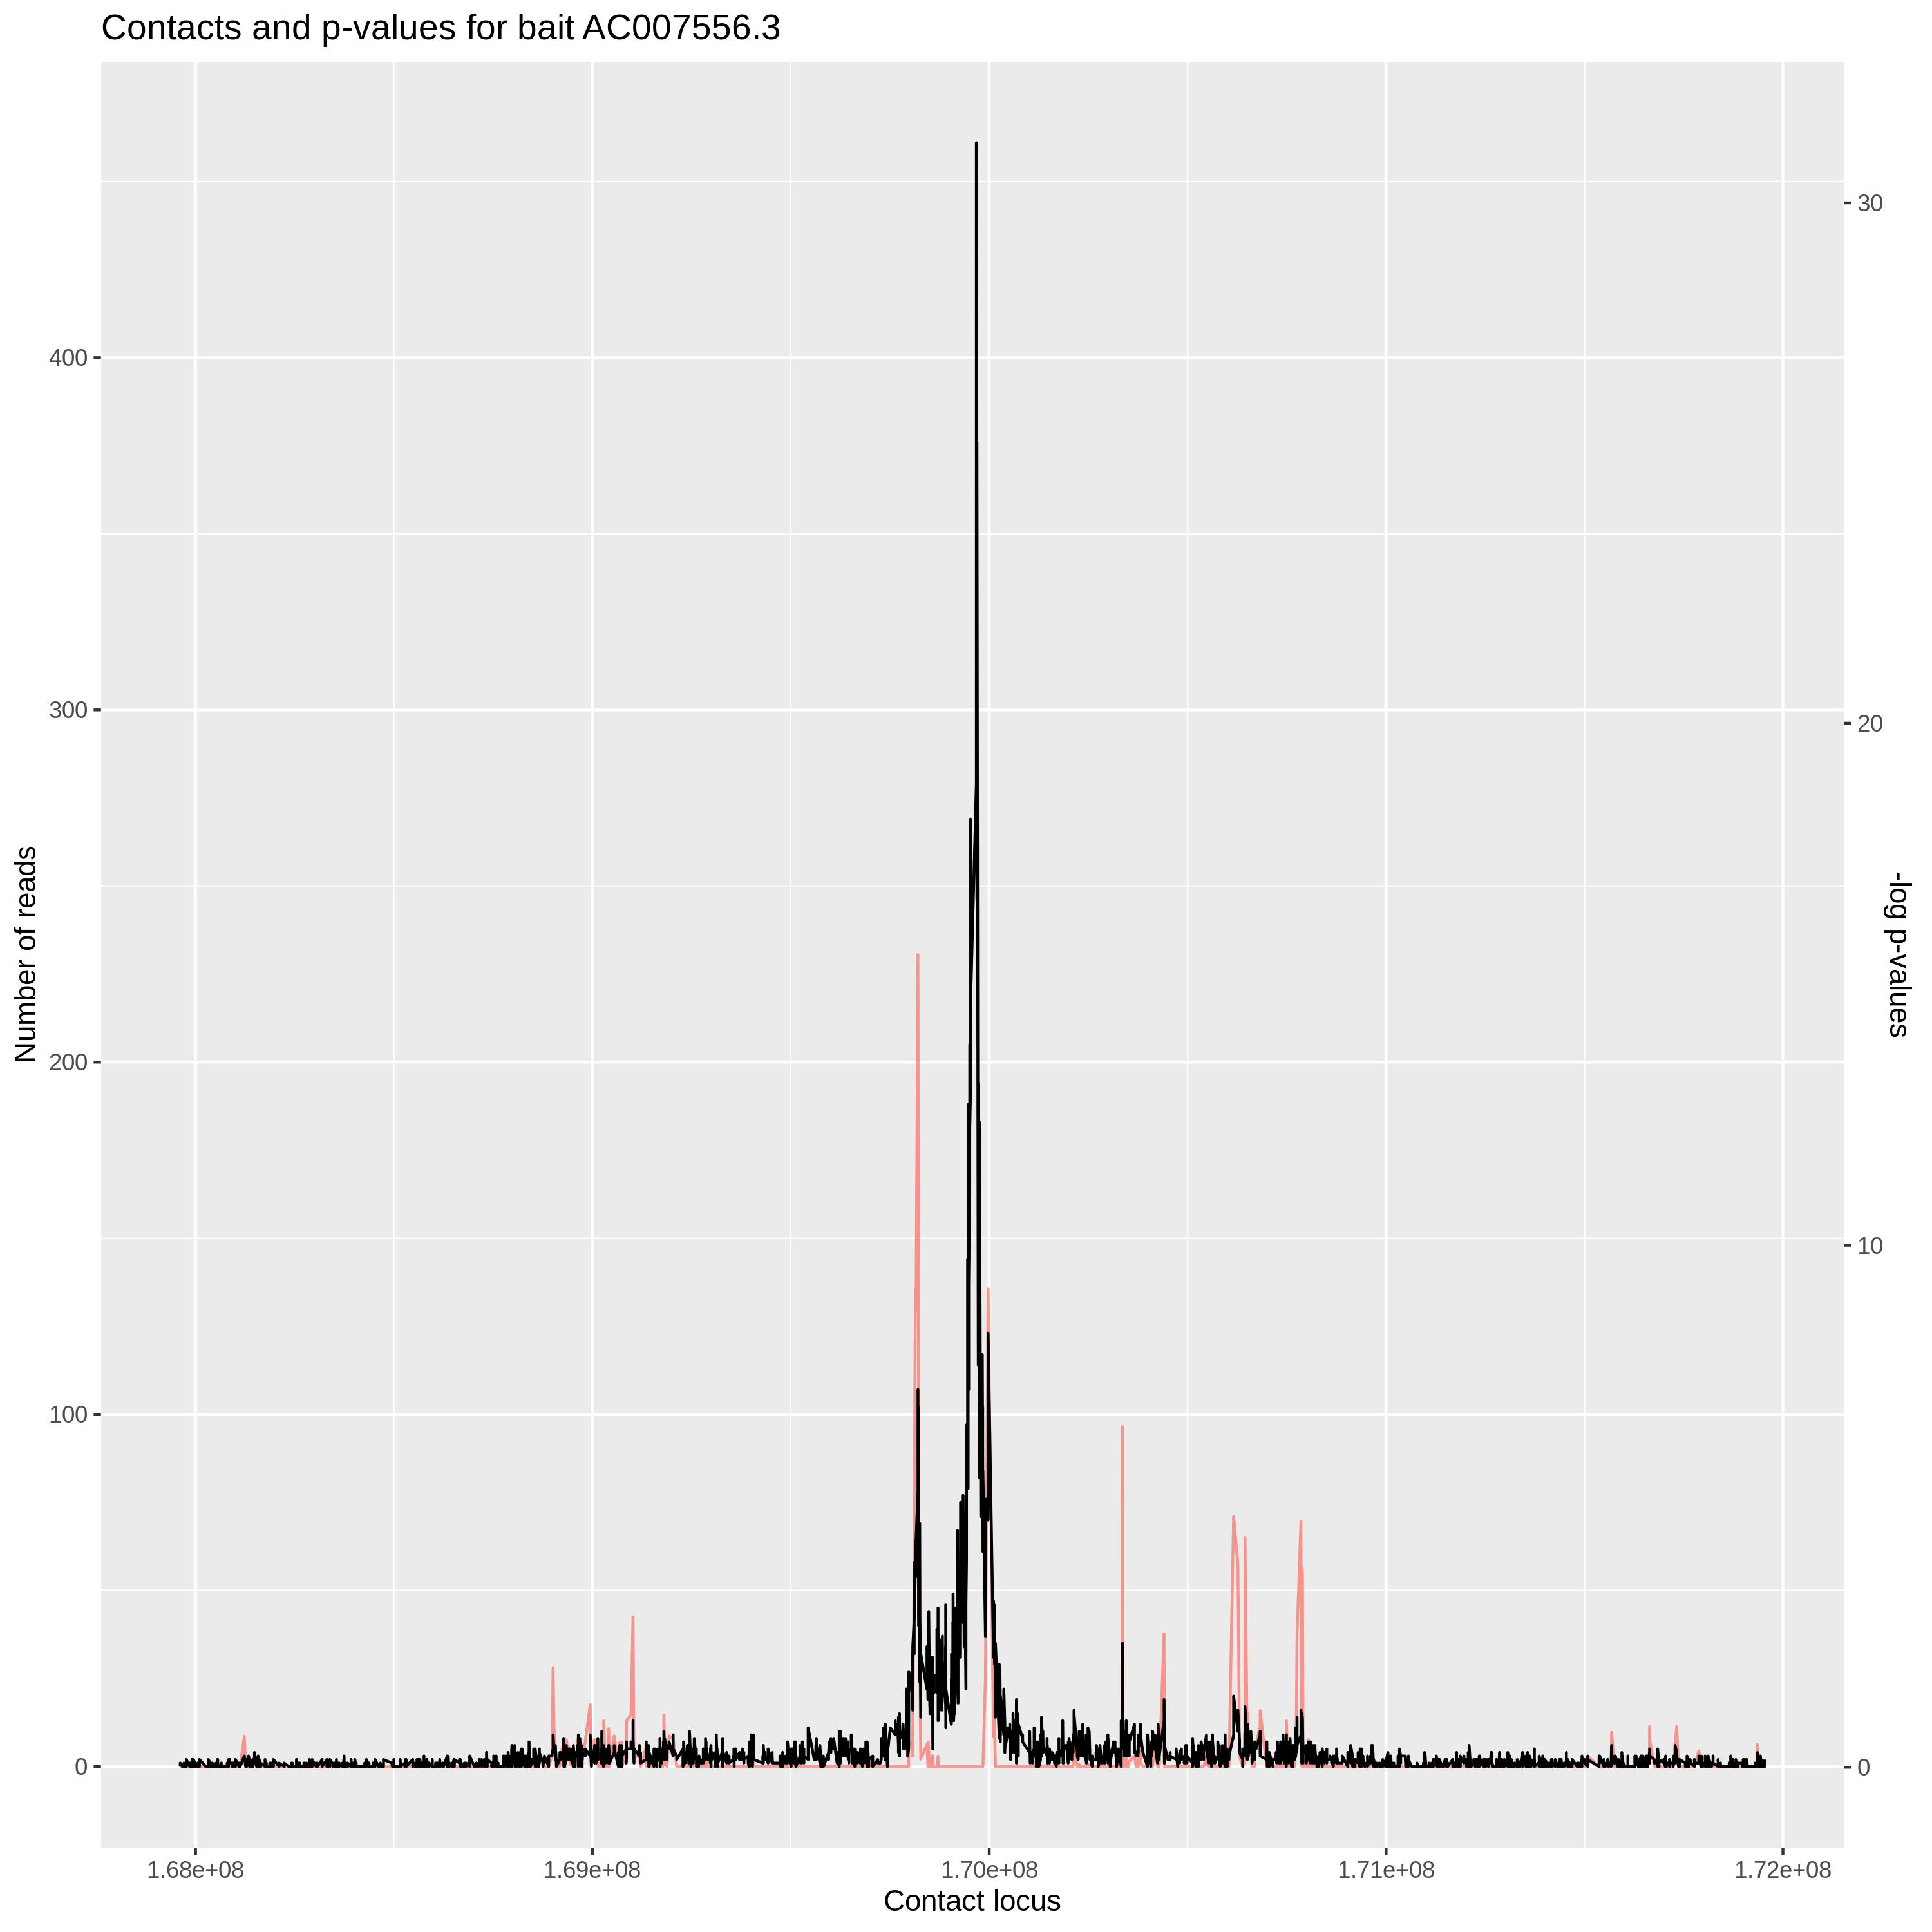 Contacts and p-values for bait AC007556.3
400
300
200
100
0
Number of reads
30
20
10
0
-log p-values
1.68e+08
1.69e+08
1.70e+08
1.71e+08
1.72e+08
Contact locus